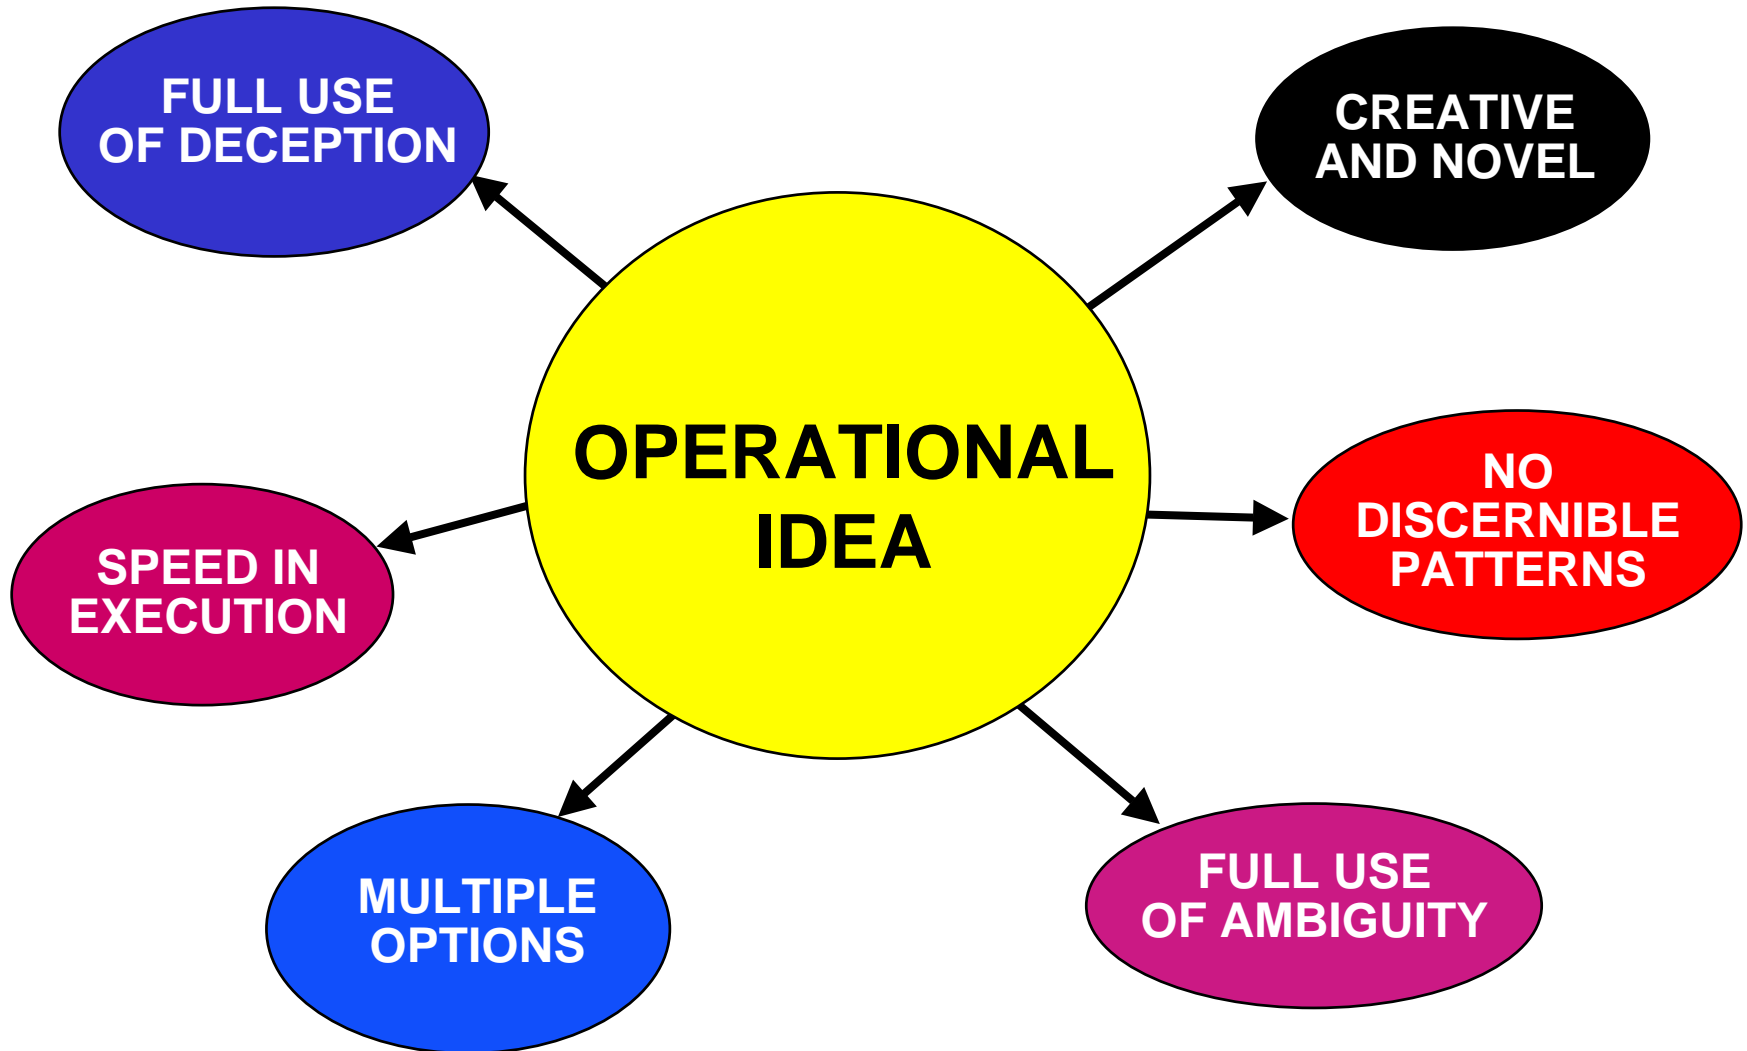 FULL USE
OF DECEPTION
CREATIVE
AND NOVEL
OPERATIONAL
IDEA
NO
DISCERNIBLE
PATTERNS
SPEED IN
EXECUTION
MULTIPLE
OPTIONS
FULL USE
OF AMBIGUITY